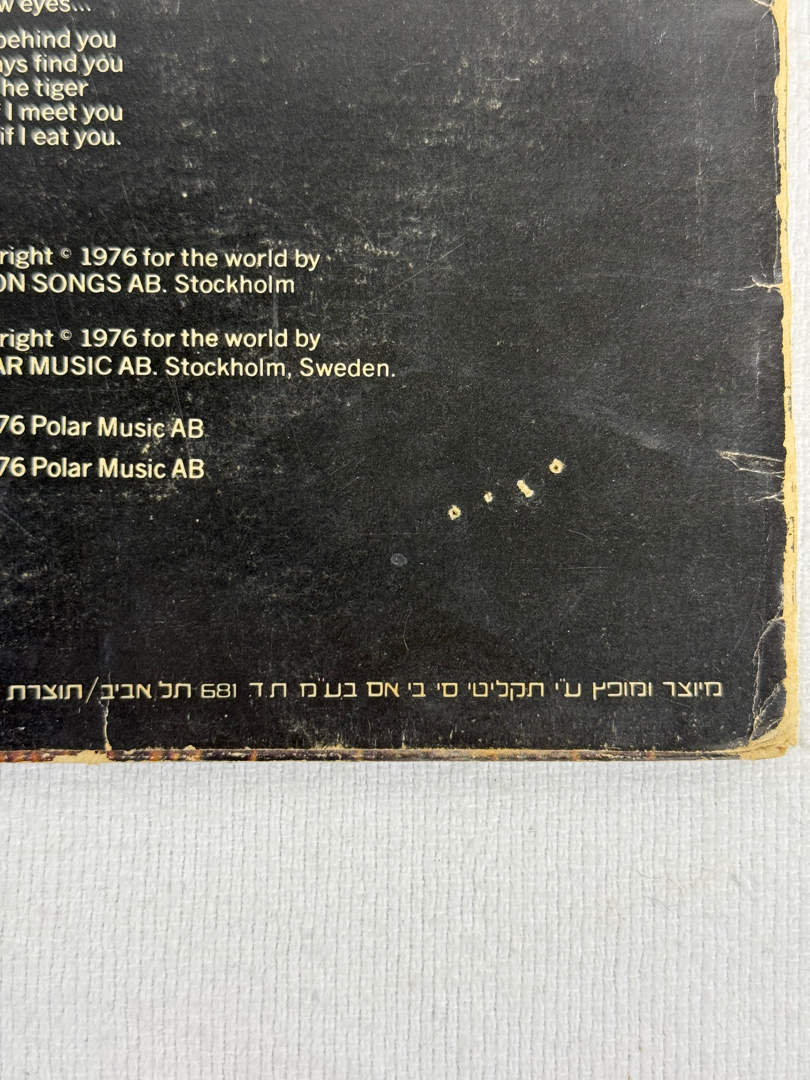 w eyes...
behind you
ays find you
he tiger
I meet you
if I eat you.
right © 1976 for the world by
ON SONGS AB. Stockholm
right © 1976 for the world by
AR MUSIC AB. Stockholm, Sweden.
76 Polar Music AB
76 Polar Music AB
מיוצר ומופץ ע״י תקליטי סי בי אס בע״מ ת.ד. 681 תל אביב/תוצרת